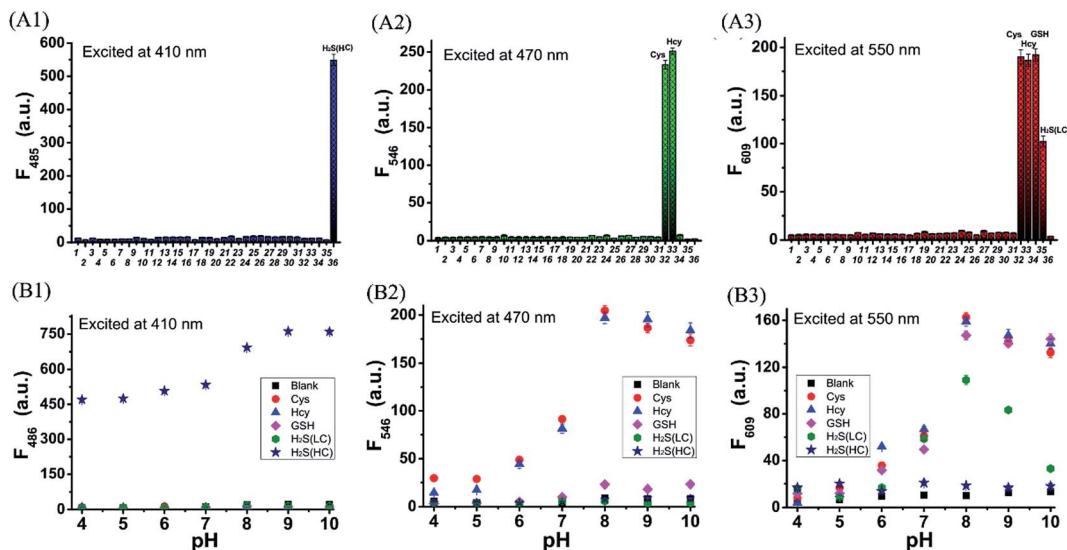 (A1)
Excited at 410 nm
H₂S(HC)
F₄₈₅ (a.u.)
600
500
400
300
200
100
0
1 3 5 7 9 11 13 15 17 19 21 23 25 27 29 31 33 35
2 4 6 8 10 12 14 16 18 20 22 24 26 28 30 32 34 36
(A2)
Excited at 470 nm
Cys
Hcy
F₅₄₆ (a.u.)
250
200
150
100
50
0
1 3 5 7 9 11 13 15 17 19 21 23 25 27 29 31 33 35
2 4 6 8 10 12 14 16 18 20 22 24 26 28 30 32 34 36
(A3)
Excited at 550 nm
Cys
Hcy
GSH
H₂S(LC)
F₆₀₉ (a.u.)
200
150
100
50
0
1 3 5 7 9 11 13 15 17 19 21 23 25 27 29 31 33 35
2 4 6 8 10 12 14 16 18 20 22 24 26 28 30 32 34 36
(B1)
Excited at 410 nm
F₄₈₆ (a.u.)
750
600
450
300
150
0
Blank
Cys
Hcy
GSH
H₂S(LC)
H₂S(HC)
4 5 6 7 8 9 10
pH
(B2)
Excited at 470 nm
F₅₄₆ (a.u.)
200
150
100
50
0
Blank
Cys
Hcy
GSH
H₂S(LC)
H₂S(HC)
4 5 6 7 8 9 10
pH
(B3)
Excited at 550 nm
F₆₀₉ (a.u.)
160
120
80
40
0
Blank
Cys
Hcy
GSH
H₂S(LC)
H₂S(HC)
4 5 6 7 8 9 10
pH